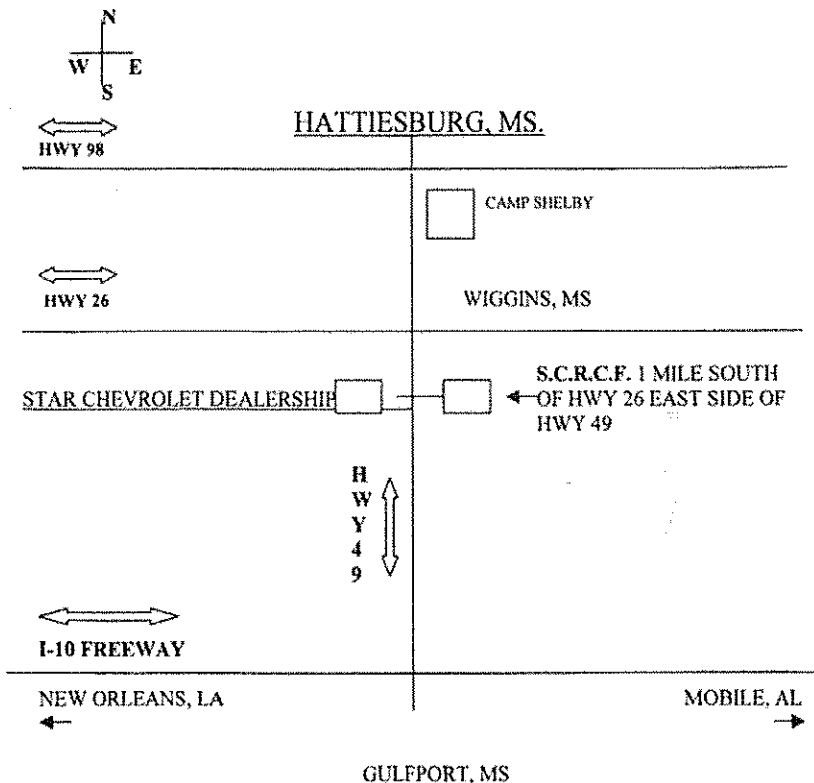 N
W E
S
HATTIESBURG, MS.
HWY 98
CAMP SHELBY
HWY 26
WIGGINS, MS
STAR CHEVROLET DEALERSHIP
S.C.R.C.F. 1 MILE SOUTH
OF HWY 26 EAST SIDE OF
HWY 49
H
W
Y
4
9
I-10 FREEWAY
NEW ORLEANS, LA
MOBILE, AL
GULFPORT, MS